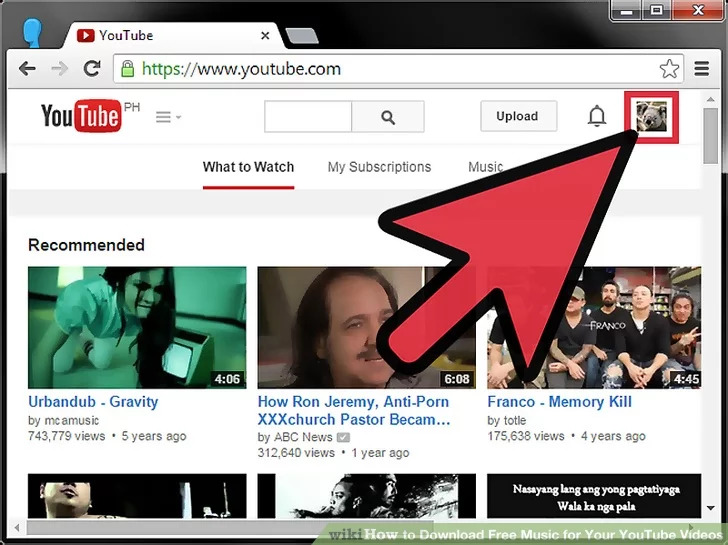 YouTube
https://www.youtube.com
YouTube PH
Upload
What to Watch
My Subscriptions
Music
Recommended
4:06
6:08
FRANCO
4:45
Urbandub - Gravity
by mcamusic
743,779 views • 5 years ago
How Ron Jeremy, Anti-Porn
XXXchurch Pastor Becam...
by ABC News
312,640 views • 1 year ago
Franco - Memory Kill
by totle
175,638 views • 4 years ago
Nasayang lang ang yong pagtatiyaga
Wala ka nga pala
wikiHow to Download Free Music for Your YouTube Videos